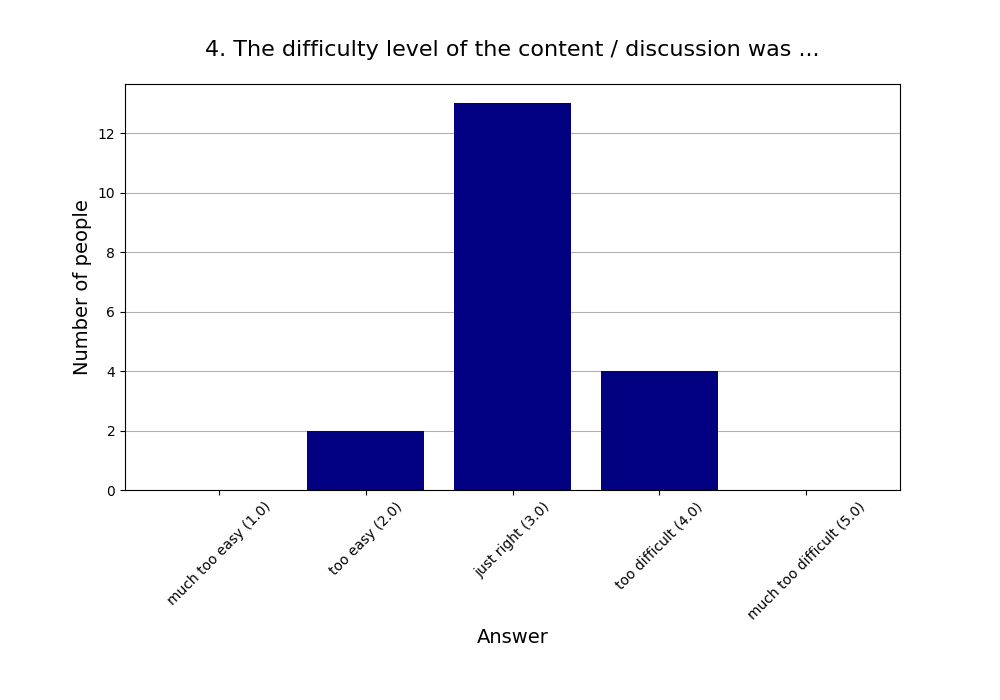 4. The difficulty level of the content / discussion was ...
Number of people
12
10
8
6
4
2
0
much too easy (1.0)
too easy (2.0)
just right (3.0)
too difficult (4.0)
much too difficult (5.0)
Answer